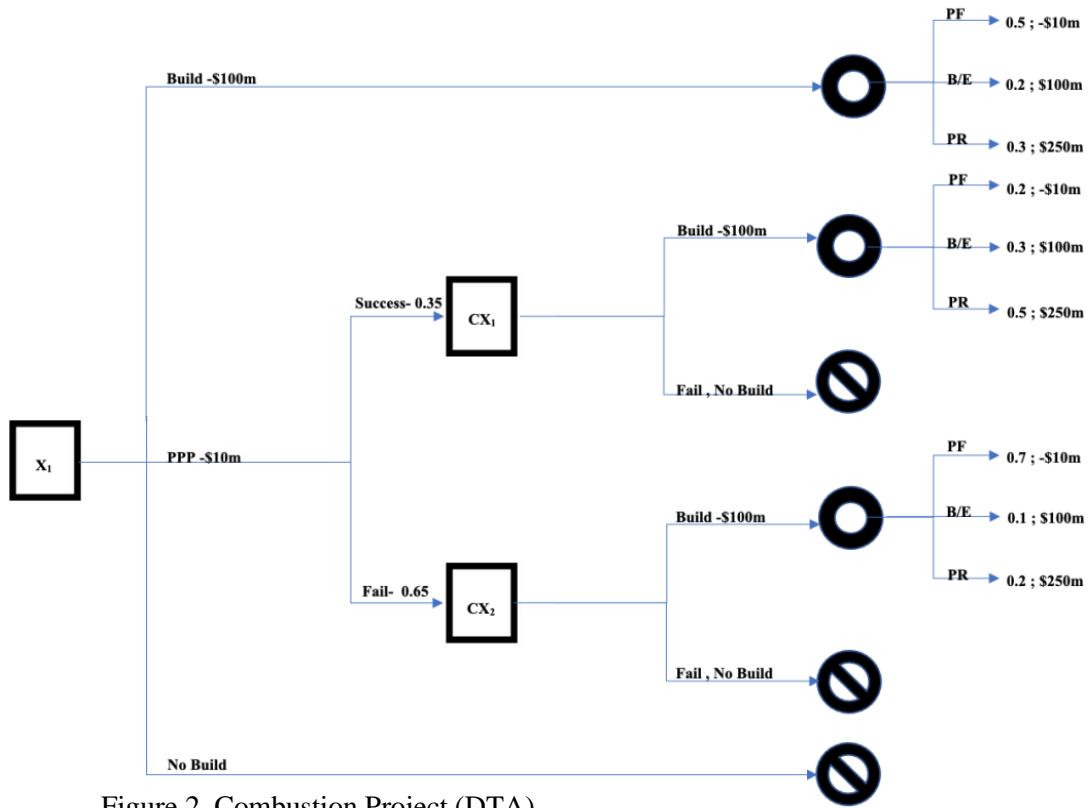 PF
0.5 ; -$10m
Build -$100m
B/E
0.2 ; $100m
PR
0.3 ; $250m
PF
0.2 ; -$10m
Build -$100m
B/E
0.3 ; $100m
Success- 0.35
PR
0.5 ; $250m
CX₁
Fail , No Build
X₁
PPP -$10m
PF
0.7 ; -$10m
Build -$100m
B/E
0.1 ; $100m
Fail- 0.65
PR
0.2 ; $250m
CX₂
Fail , No Build
No Build
Figure 2. Combustion Project (DTA)